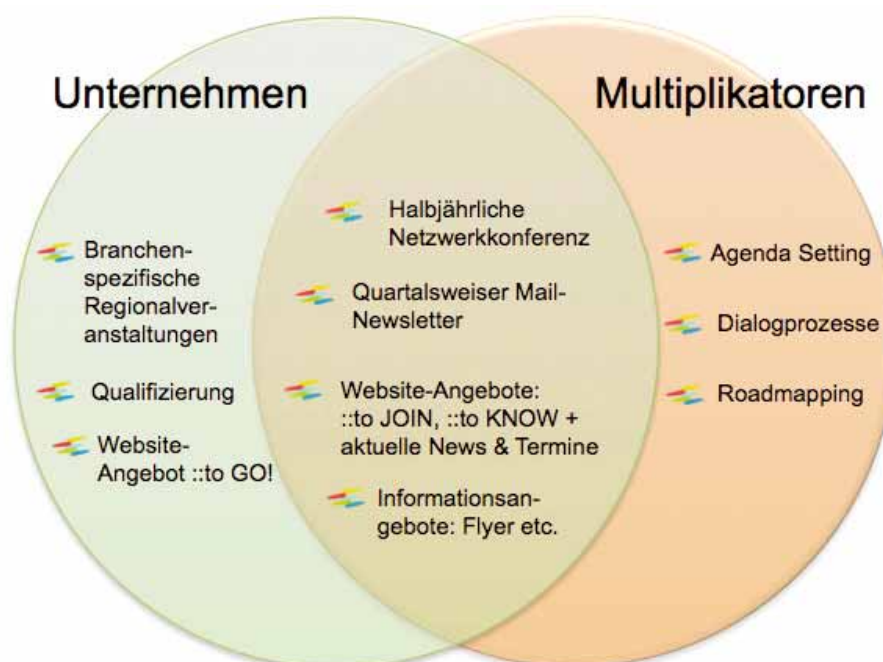 Unternehmen
Multiplikatoren
Branchen-
spezifische
Regionalver-
anstaltungen
Qualifizierung
Website-
Angebot ::to GO!
Halbjährliche
Netzwerkkonferenz
Quartalsweiser Mail-
Newsletter
Website-Angebote:
::to JOIN, ::to KNOW +
aktuelle News & Termine
Informationsan-
gebote: Flyer etc.
Agenda Setting
Dialogprozesse
Roadmapping